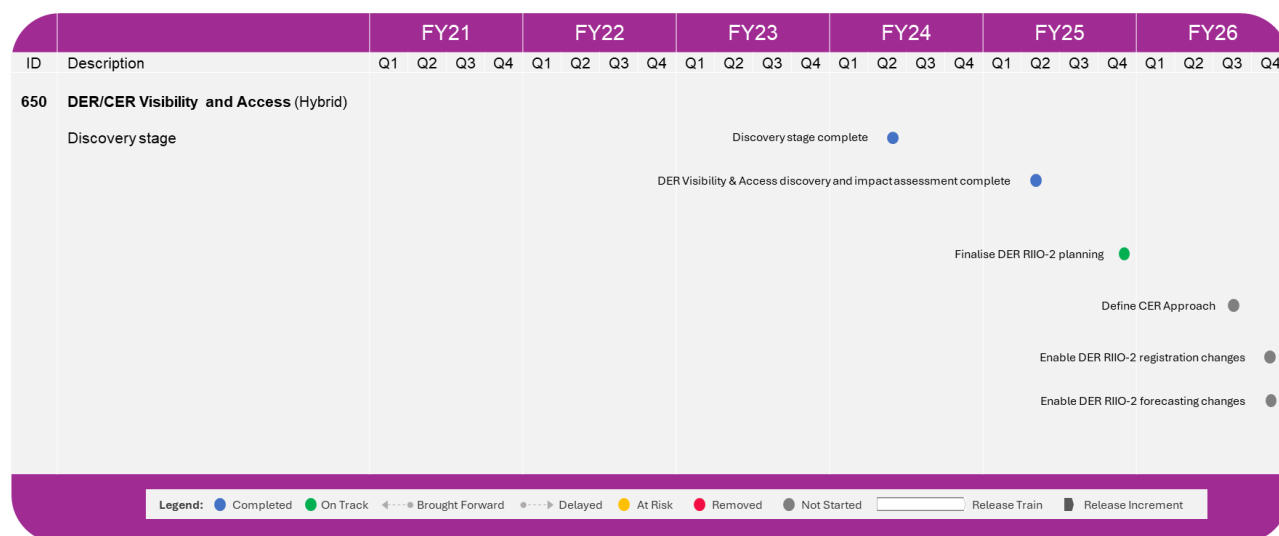 FY21 FY22 FY23 FY24 FY25 FY26
ID Description Q1 Q2 Q3 Q4 Q1 Q2 Q3 Q4 Q1 Q2 Q3 Q4 Q1 Q2 Q3 Q4 Q1 Q2 Q3 Q4 Q1 Q2 Q3 Q4
650 DER/CER Visibility and Access (Hybrid)
Discovery stage Discovery stage complete
DER Visibility & Access discovery and impact assessment complete
Finalise DER RIIO-2 planning
Define CER Approach
Enable DER RIIO-2 registration changes
Enable DER RIIO-2 forecasting changes
Legend: Completed On Track Brought Forward Delayed At Risk Removed Not Started Release Train Release Increment